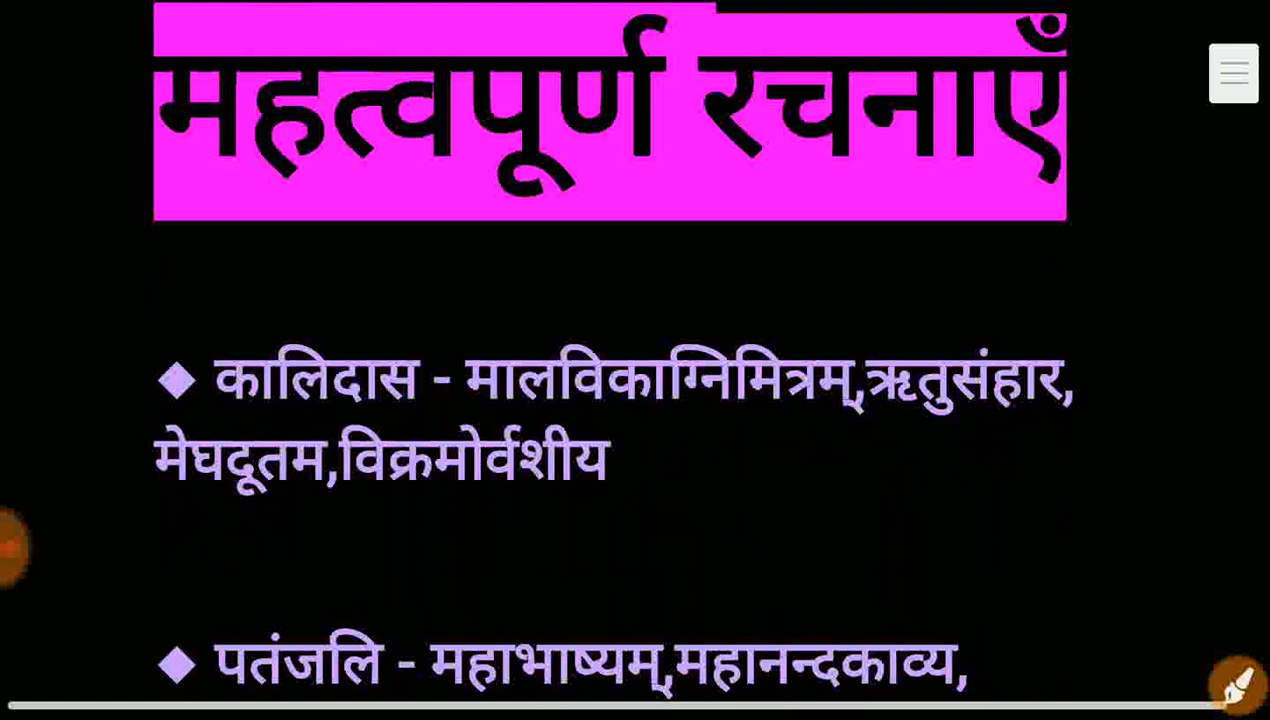 महत्वपूर्ण रचनाएँ
◆ कालिदास - मालविकाग्निमित्रम्,ऋतुसंहार,
मेघदूतम,विक्रमोर्वशीय
◆ पतंजलि - महाभाष्यम्,महानन्दकाव्य,